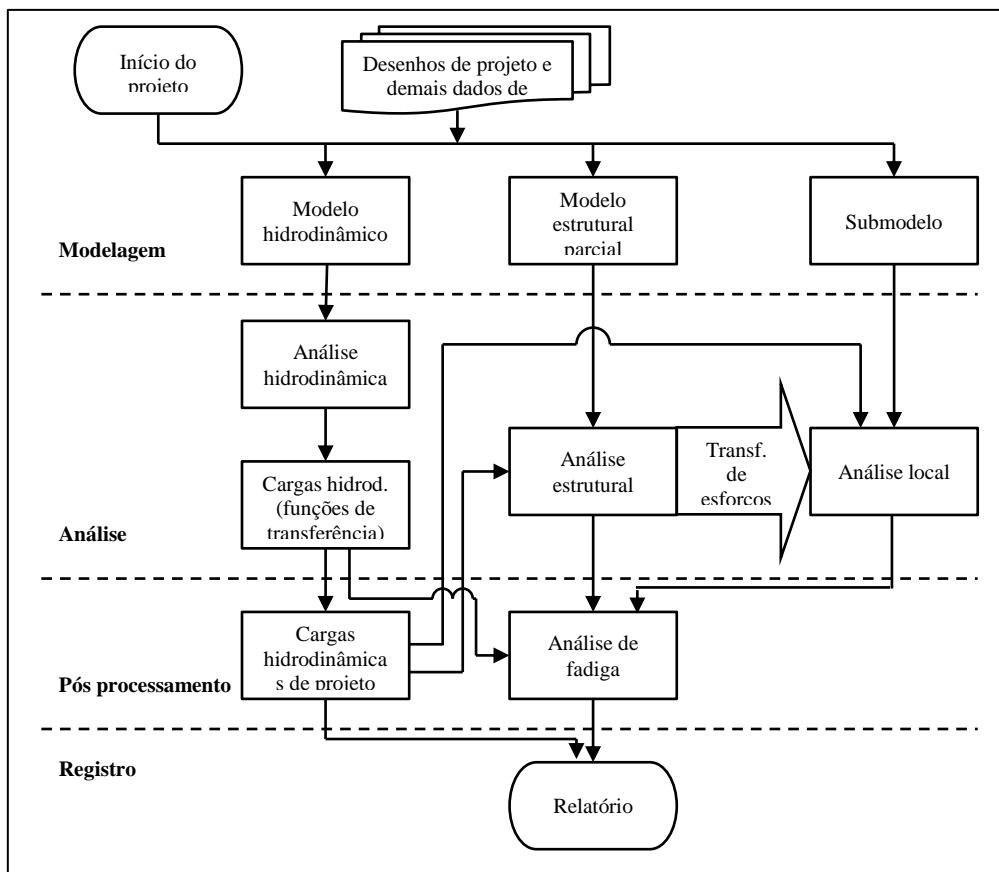 Início do
projeto
Desenhos de projeto e
demais dados de
Modelo
hidrodinâmico
Modelo
estrutural
parcial
Submodelo
Modelagem
Análise
hidrodinâmica
Cargas hidrod.
(funções de
transferência)
Análise
estrutural
Transf.
de
esforços
Análise local
Análise
Cargas
hidrodinâmica
s de projeto
Análise de
fadiga
Pós processamento
Registro
Relatório